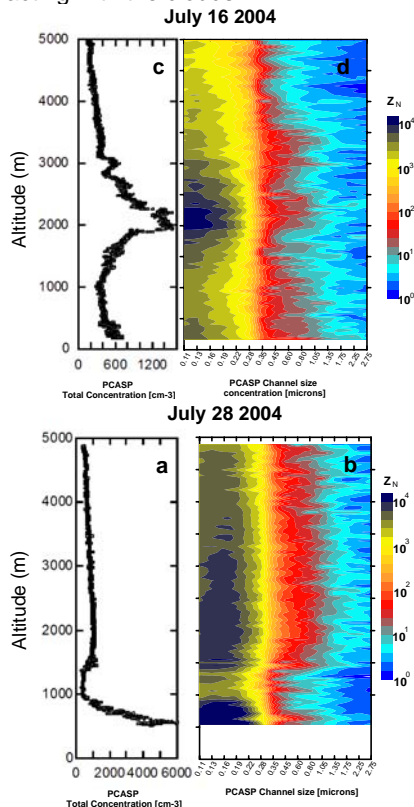 July 16 2004
c
d
5000
4000
3000
2000
1000
0
Altitude (m)
0 600 1200
PCASP
Total Concentration [cm-3]
0.11 0.13 0.16 0.19 0.22 0.28 0.35 0.45 0.60 0.80 1.05 1.35 1.75 2.25 2.75
PCASP Channel size
concentration [microns]
Z N
10^4
10^3
10^2
10^1
10^0
July 28 2004
a
b
5000
4000
3000
2000
1000
0
Altitude (m)
0 2000 4000 6000
PCASP
Total Concentration [cm-3]
0.11 0.13 0.16 0.19 0.22 0.28 0.35 0.45 0.60 0.80 1.05 1.35 1.75 2.25 2.75
PCASP Channel size [microns]
Z N
10^4
10^3
10^2
10^1
10^0